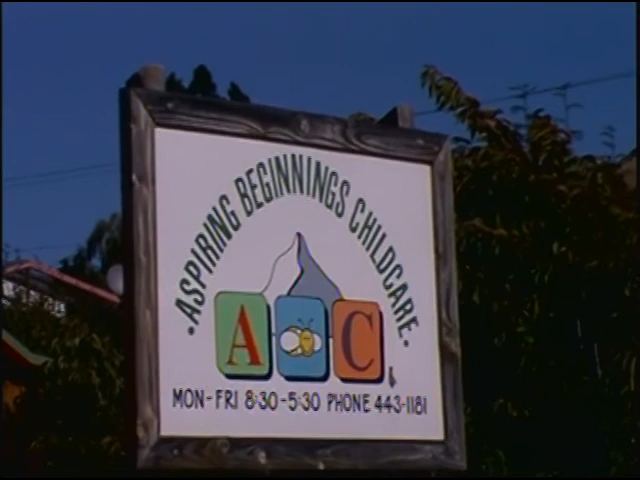 ·ASPIRING BEGINNINGS CHILDCARE·
A C
MON-FRI 8:30-5:30 PHONE 443-1181